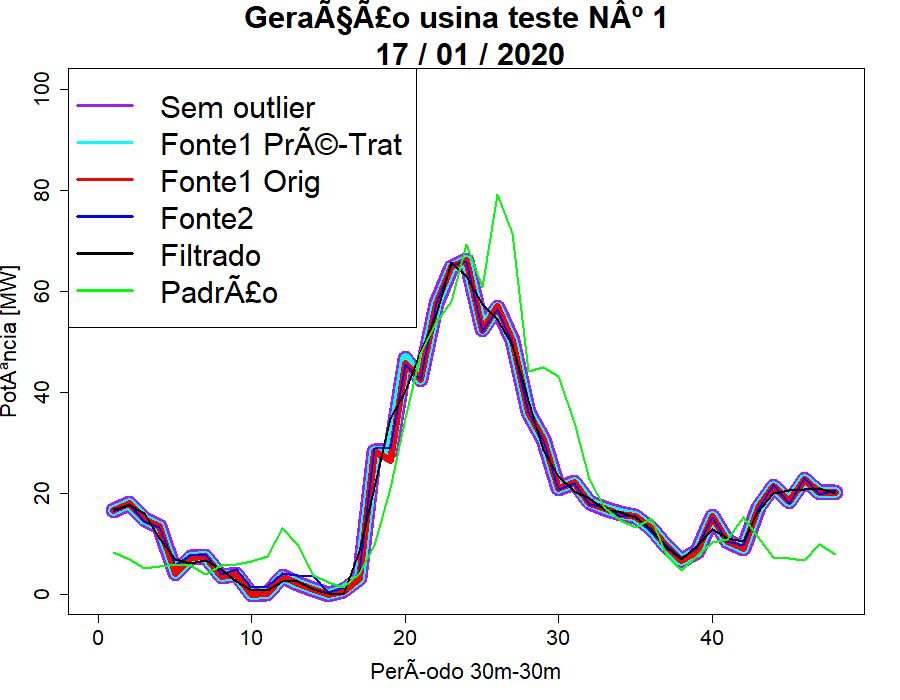 GeraÃ§Ã£o usina teste NÂº 1
17 / 01 / 2020
Sem outlier
Fonte1 PrÃ©-Trat
Fonte1 Orig
Fonte2
Filtrado
PadrÃ£o
PotÃªncia [MW]
100
80
60
40
20
0
0 10 20 30 40
PerÃ-odo 30m-30m